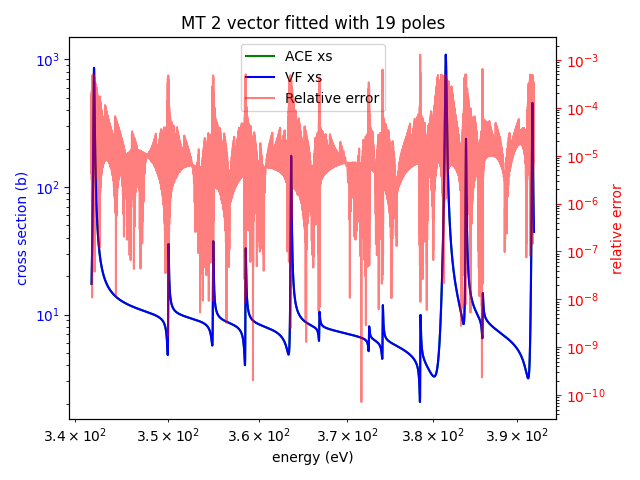 MT 2 vector fitted with 19 poles
ACE xs
VF xs
Relative error
cross section (b)
10³
10²
10¹
relative error
10⁻³
10⁻⁴
10⁻⁵
10⁻⁶
10⁻⁷
10⁻⁸
10⁻⁹
10⁻¹⁰
3.4 × 10² 3.5 × 10² 3.6 × 10² 3.7 × 10² 3.8 × 10² 3.9 × 10²
energy (eV)